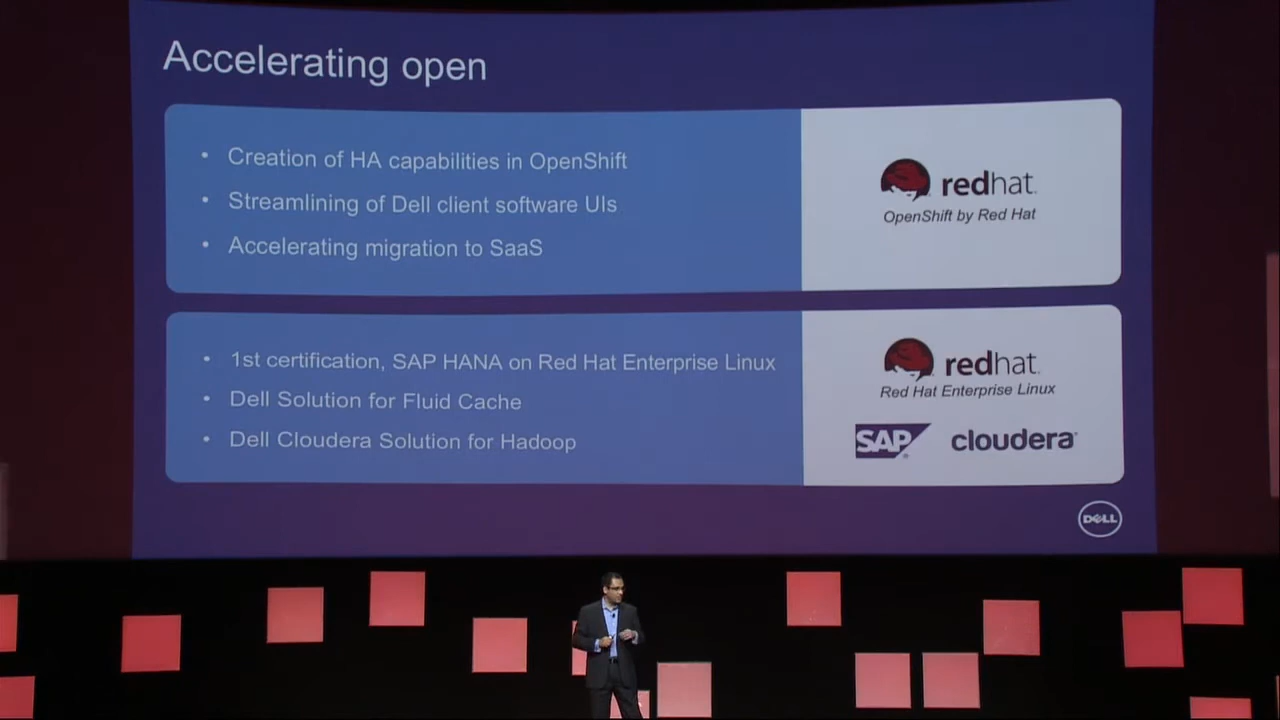 Accelerating open
• Creation of HA capabilities in OpenShift
• Streamlining of Dell client software UIs
• Accelerating migration to SaaS
redhat.
OpenShift by Red Hat
• 1st certification, SAP HANA on Red Hat Enterprise Linux
• Dell Solution for Fluid Cache
• Dell Cloudera Solution for Hadoop
redhat.
Red Hat Enterprise Linux
SAP cloudera
DELL